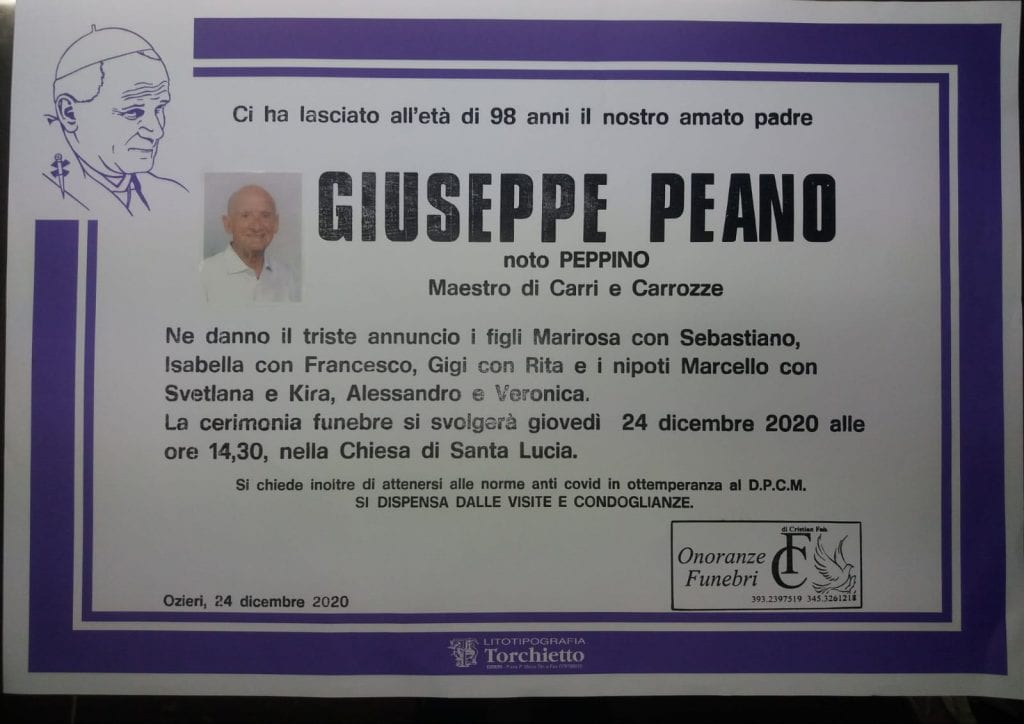 Ci ha lasciato all'età di 98 anni il nostro amato padre
GIUSEPPE PEANO
noto PEPPINO
Maestro di Carri e Carrozze
Ne danno il triste annuncio i figli Marirosa con Sebastiano,
Isabella con Francesco, Gigi con Rita e i nipoti Marcello con
Svetlana e Kira, Alessandro e Veronica.
La cerimonia funebre si svolgerà giovedì 24 dicembre 2020 alle
ore 14,30, nella Chiesa di Santa Lucia.
Si chiede inoltre di attenersi alle norme anti covid in ottemperanza al D.P.C.M.
SI DISPENSA DALLE VISITE E CONDOGLIANZE.
di Cristian
Onoranze
Funebri
CF
393.2397519 345.3261218
Ozieri, 24 dicembre 2020
LITOTIPOGRAFIA
Torchietto